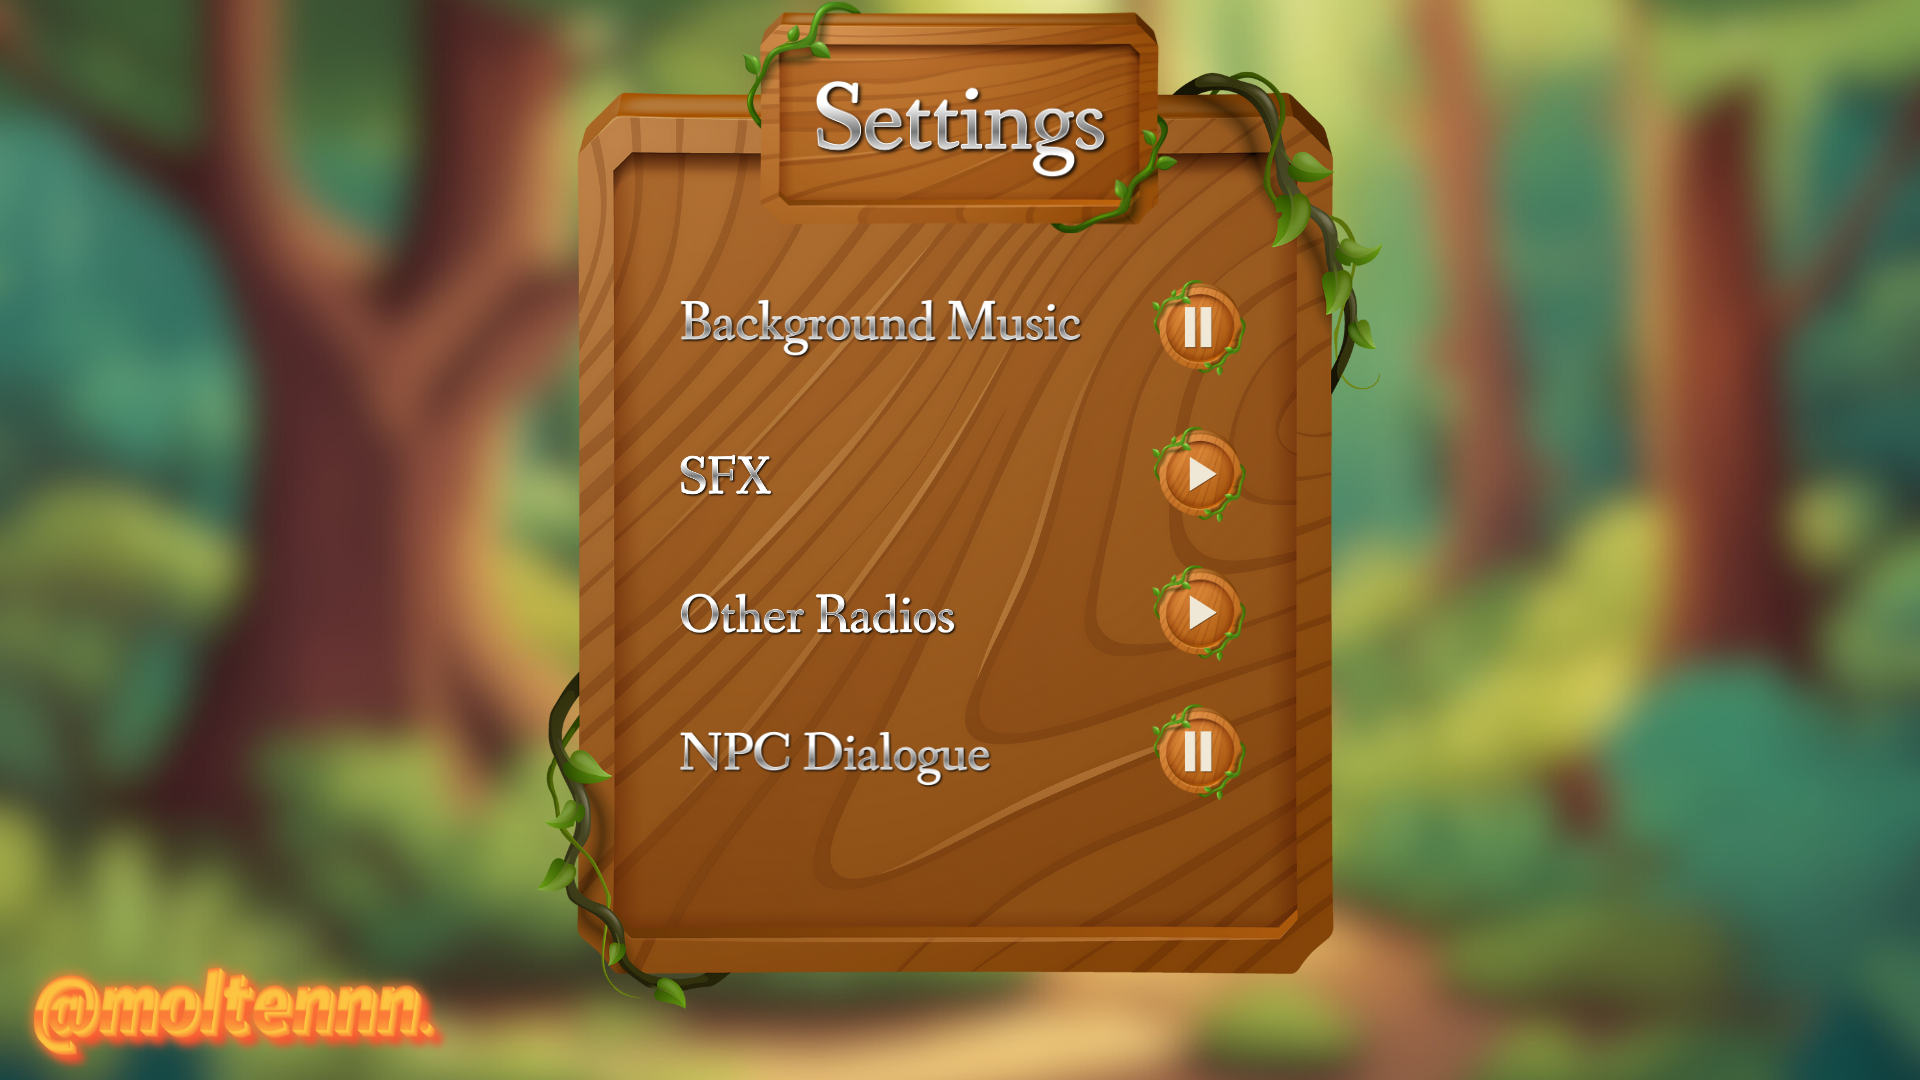 Settings
Background Music
SFX
Other Radios
NPC Dialogue
@moltennn.